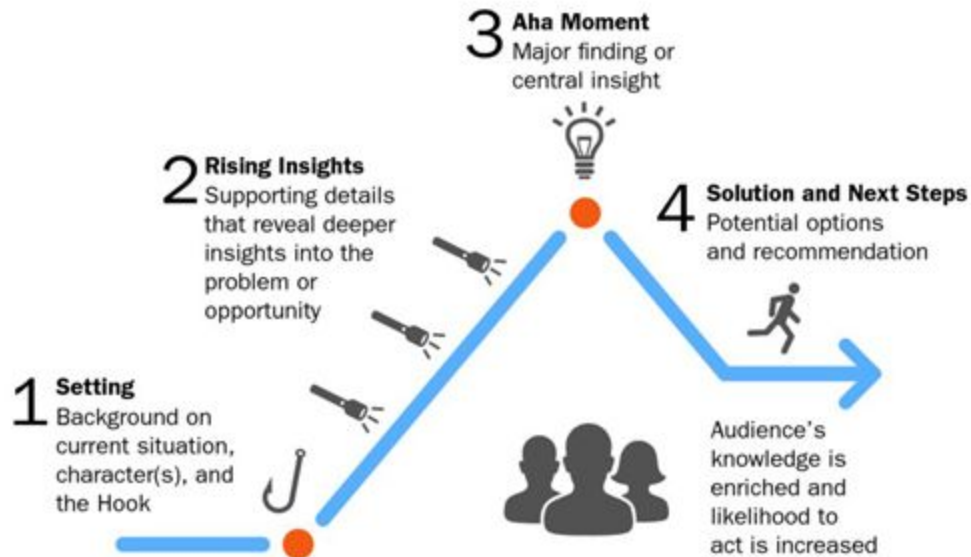 1 Setting
Background on
current situation,
character(s), and
the Hook
2 Rising Insights
Supporting details
that reveal deeper
insights into the
problem or
opportunity
3 Aha Moment
Major finding or
central insight
4 Solution and Next Steps
Potential options
and recommendation
Audience's
knowledge is
enriched and
likelihood to
act is increased